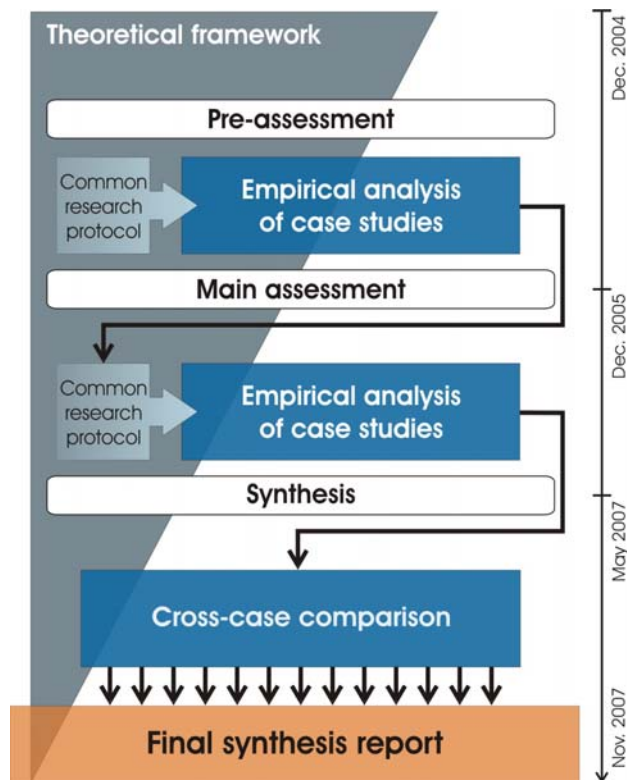 Theoretical framework
Dec. 2004
Pre-assessment
Common
research
protocol
Empirical analysis
of case studies
Main assessment
Dec. 2005
Common
research
protocol
Empirical analysis
of case studies
Synthesis
May 2007
Cross-case comparison
Final synthesis report
Nov. 2007